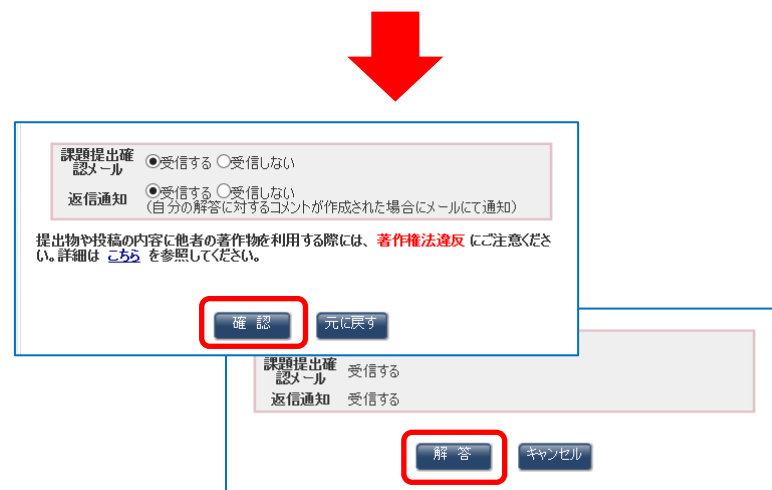 課題提出確
認メール
受信する 受信しない
返信通知
受信する 受信しない
(自分の解答に対するコメントが作成された場合にメールにて通知)
提出物や投稿の内容に他者の著作物を利用する際には、著作権法違反 にご注意くださ
い。詳細は こちら を参照してください。
確 認 元に戻す
課題提出確
認メール
受信する
返信通知 受信する
解 答 キャンセル